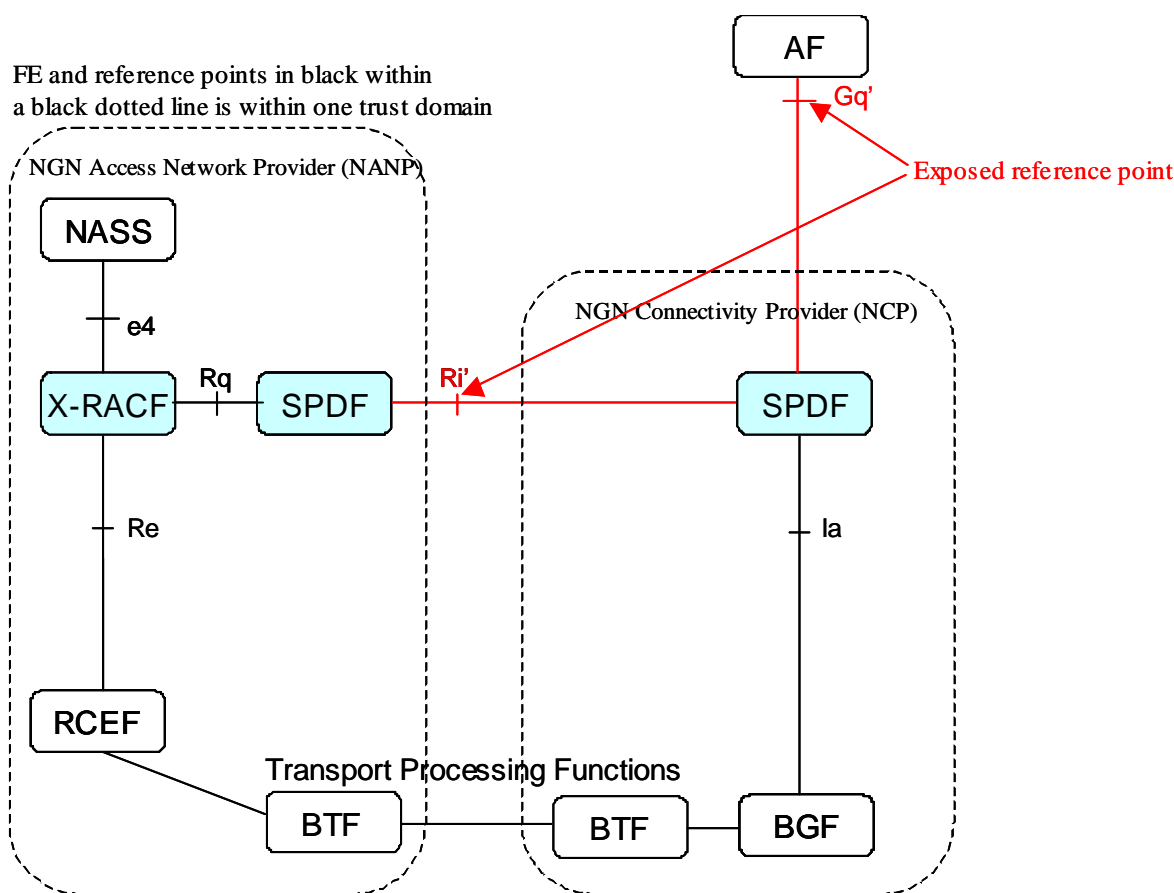 AF
FE and reference points in black within
a black dotted line is within one trust domain
Gq’
NGN Access Network Provider (NANP)
Exposed reference point
NASS
NGN Connectivity Provider (NCP)
e4
Rq
Ri’
X-RACF
SPDF
SPDF
Re
Ia
RCEF
Transport Processing Functions
BTF
BTF
BGF